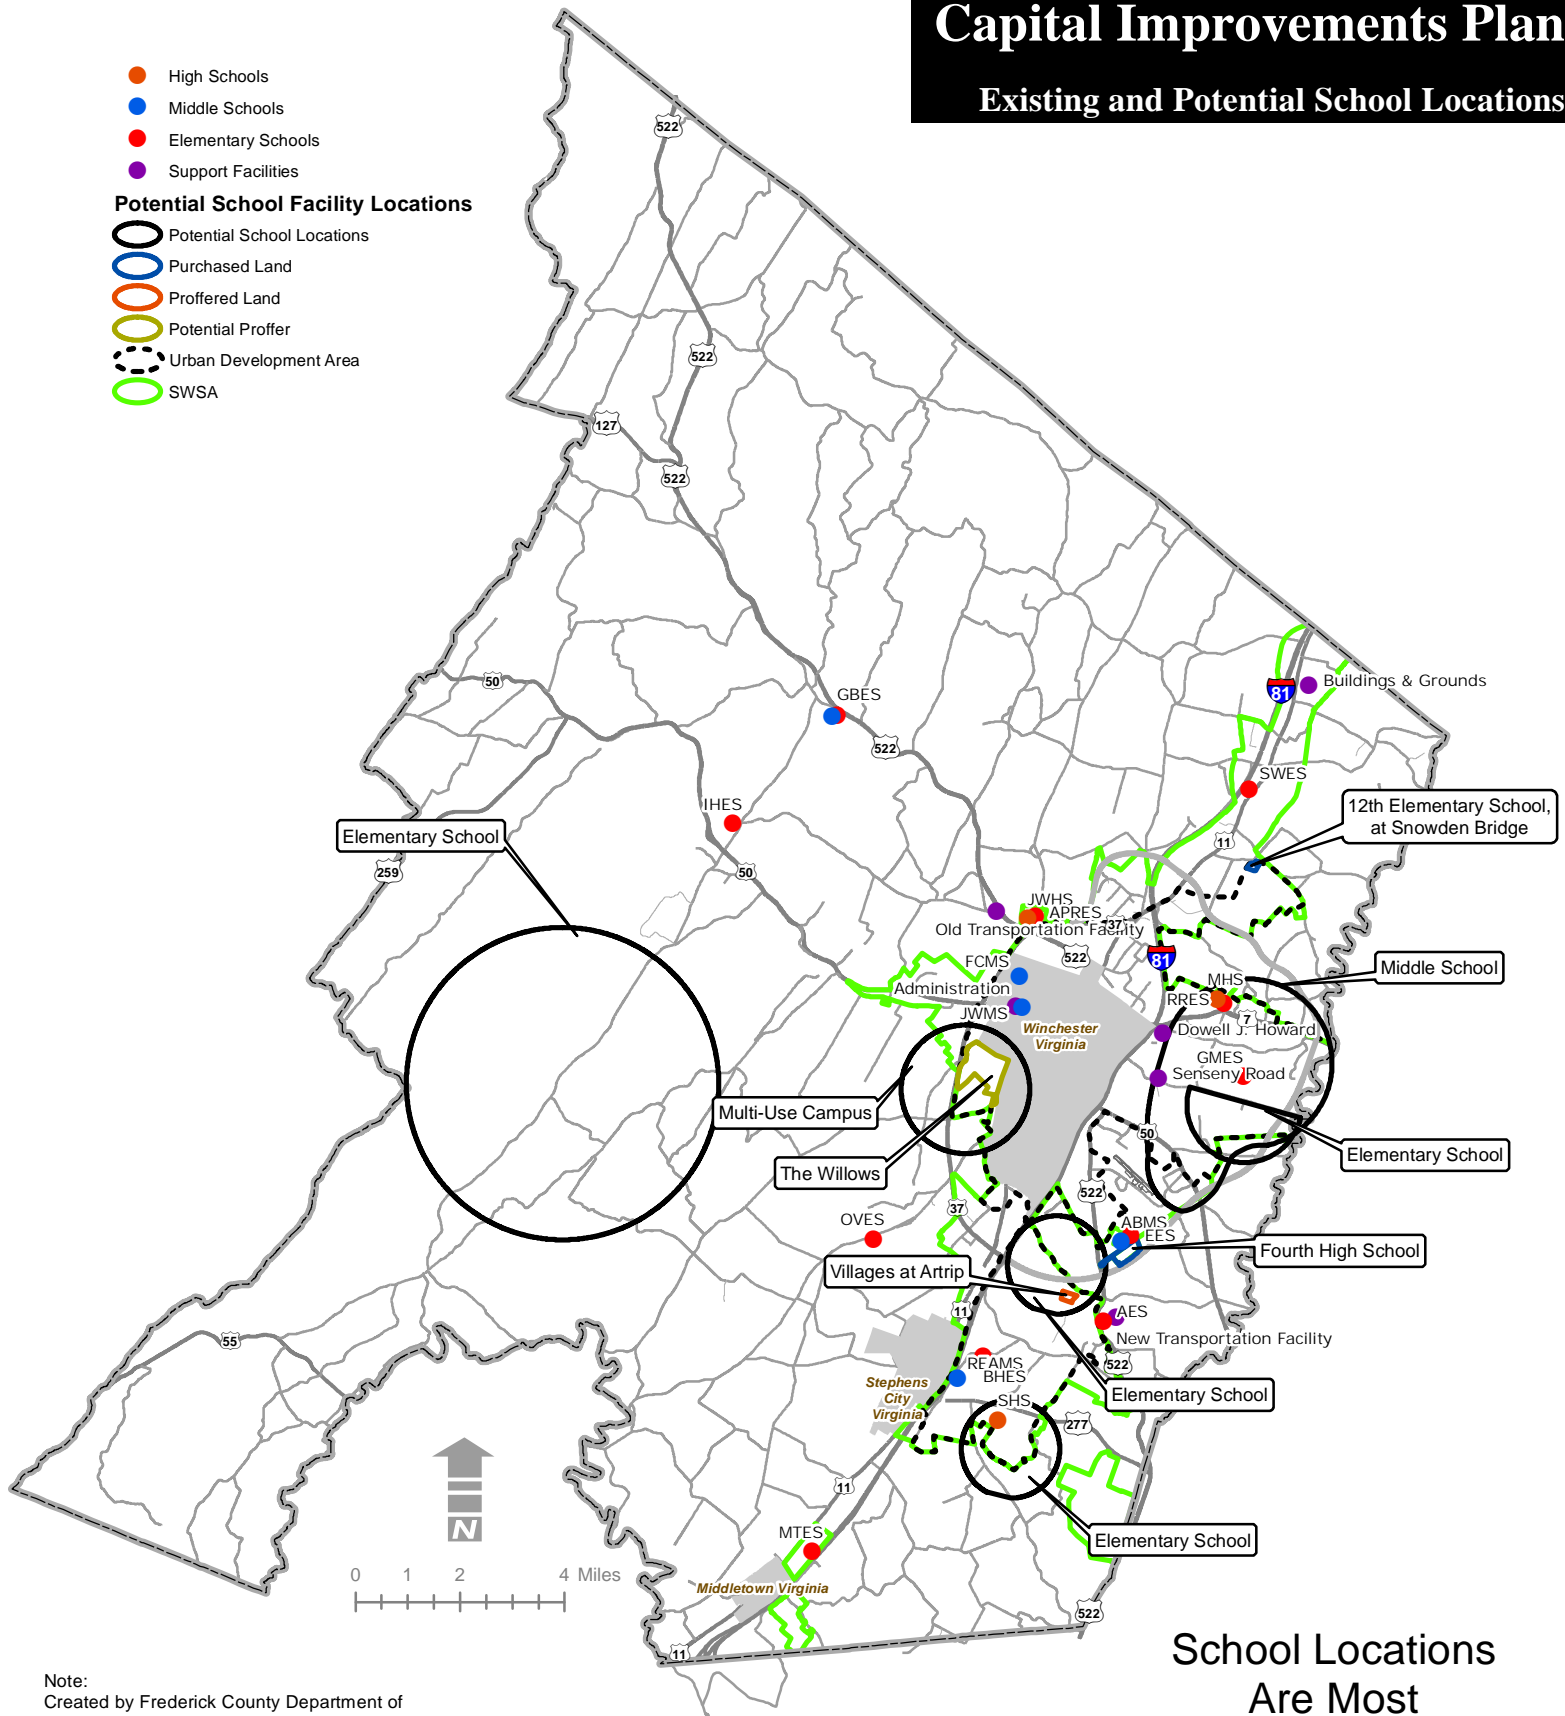 Capital Improvements Plan
Existing and Potential School Locations
High Schools
Middle Schools
Elementary Schools
Support Facilities
Potential School Facility Locations
Potential School Locations
Purchased Land
Proffered Land
Potential Proffer
Urban Development Area
SWSA
522
522
127
522
50
81
Buildings & Grounds
GBES
522
SWES
12th Elementary School,
at Snowden Bridge
IHES
Elementary School
11
50
259
JWHS
APRES
37
Old Transportation Facility
522
81
FCMS
Middle School
MHS
Administration
RRES
JWMS
7
Winchester
Virginia
Dowell J. Howard
GMES
Senseny Road
Multi-Use Campus
50
Elementary School
The Willows
522
37
OVES
ABMS
EES
Fourth High School
Villages at Artrip
11
AES
New Transportation Facility
55
REAMS
BHES
522
Stephens
City
Virginia
Elementary School
SHS
277
11
N
MTES
Elementary School
0 1 2 4 Miles
Middletown Virginia
522
11
School Locations
Are Most
Note:
Created by Frederick County Department of